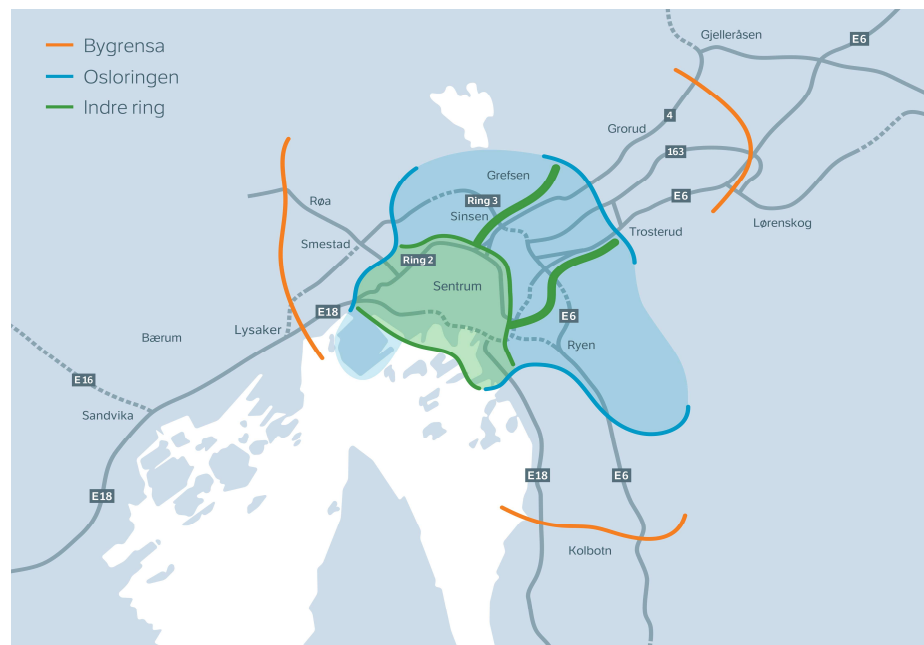 Bygrensa
Osloringen
Indre ring
Gjelleråsen
E6
4
Grorud
163
Grefsen
E6
Ring 3
Sinsen
Røa
Lørenskog
Trosterud
Smestad
Ring 2
Sentrum
E18
E6
Lysaker
Bærum
Ryen
E16
Sandvika
E18
E18
E6
Kolbotn